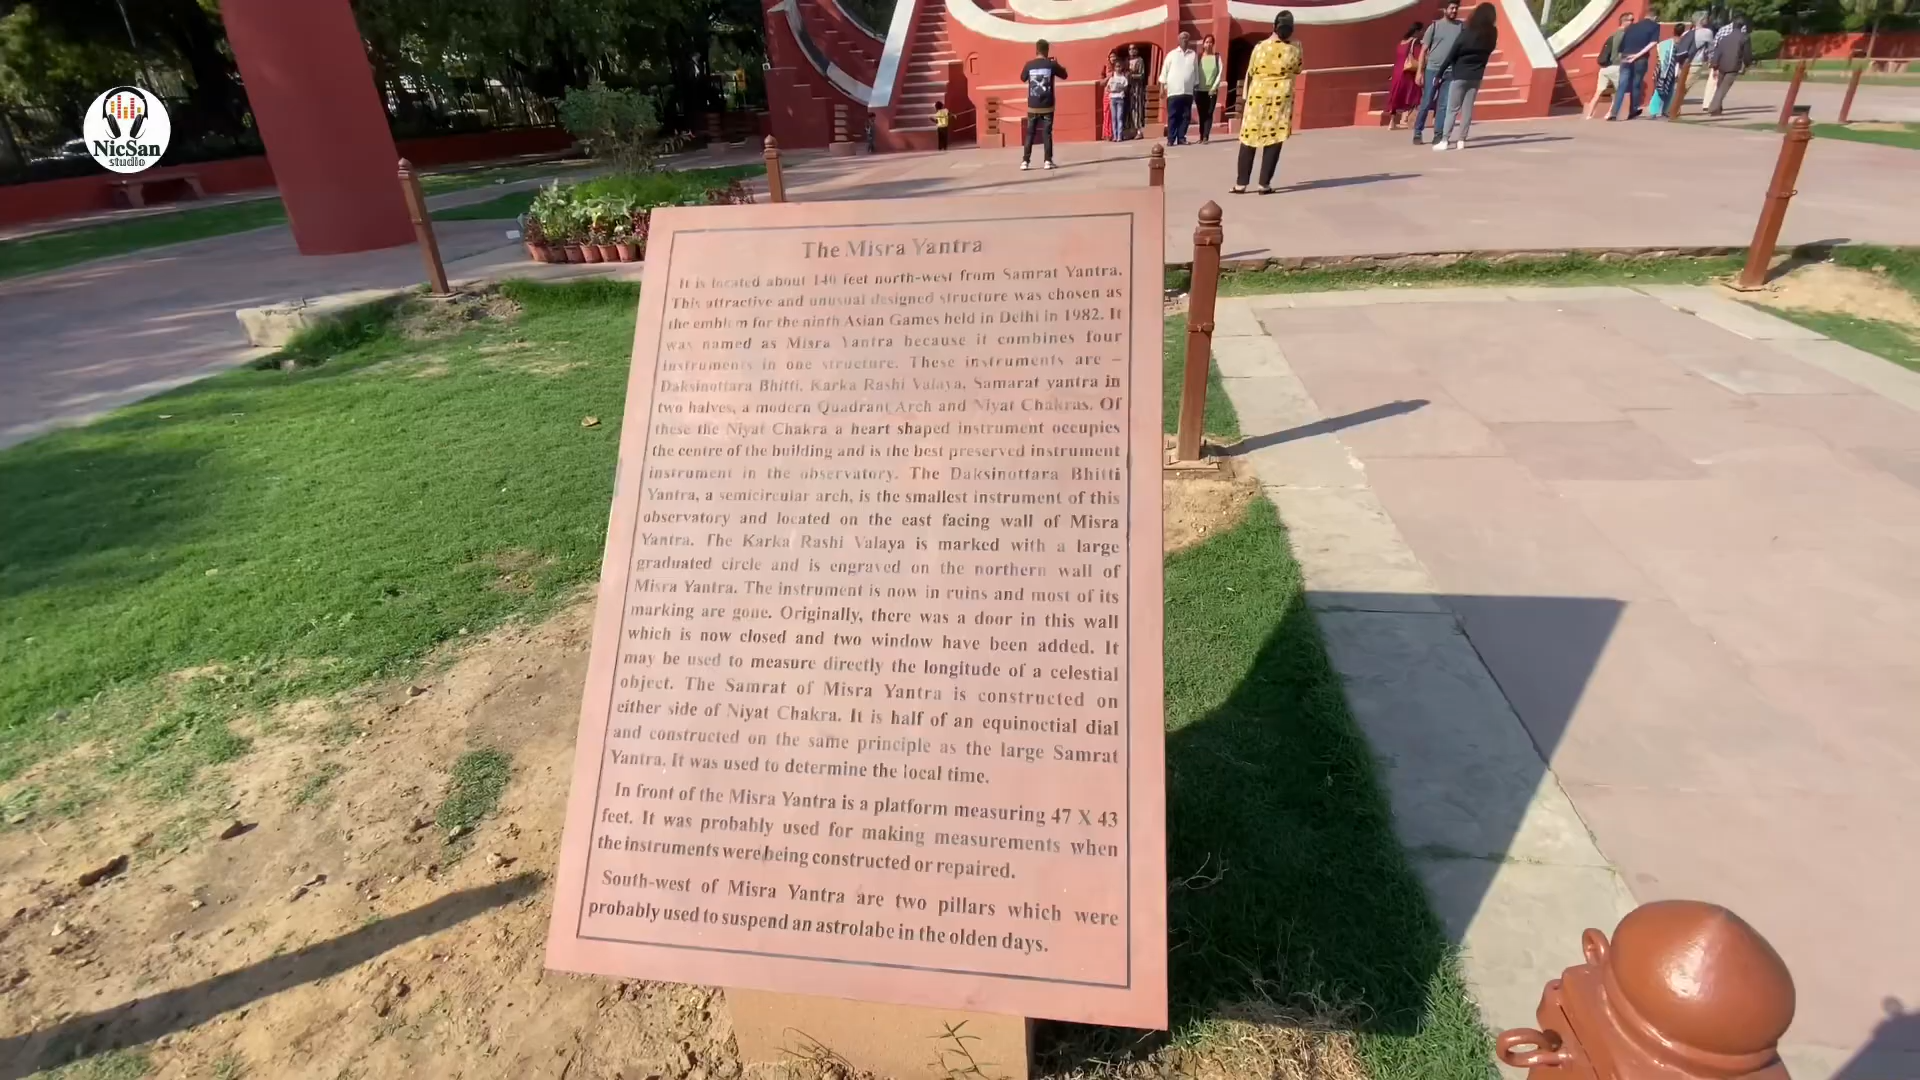 NicSan
studio
The Misra Yantra
It is located about 140 feet north-west from Samrat Yantra.
This attractive and unusual designed structure was chosen as
the emblem for the ninth Asian Games held in Delhi in 1982. It
was named as Misra Yantra because it combines four
instruments in one structure. These instruments are –
Daksinottara Bhitti, Karka Rashi Valaya, Samarat yantra in
two halves, a modern Quadrant Arch and Niyat Chakras. Of
these the Niyat Chakra a heart shaped instrument occupies
the centre of the building and is the best preserved instrument
instrument in the observatory. The Daksinottara Bhitti
Yantra, a semicircular arch, is the smallest instrument of this
observatory and located on the east facing wall of Misra
Yantra. The Karka Rashi Valaya is marked with a large
graduated circle and is engraved on the northern wall of
Misra Yantra. The instrument is now in ruins and most of its
marking are gone. Originally, there was a door in this wall
which is now closed and two window have been added. It
may be used to measure directly the longitude of a celestial
object. The Samrat of Misra Yantra is constructed on
either side of Niyat Chakra. It is half of an equinoctial dial
and constructed on the same principle as the large Samrat
Yantra. It was used to determine the local time.
In front of the Misra Yantra is a platform measuring 47 X 43
feet. It was probably used for making measurements when
the instruments were being constructed or repaired.
South-west of Misra Yantra are two pillars which were
probably used to suspend an astrolabe in the olden days.